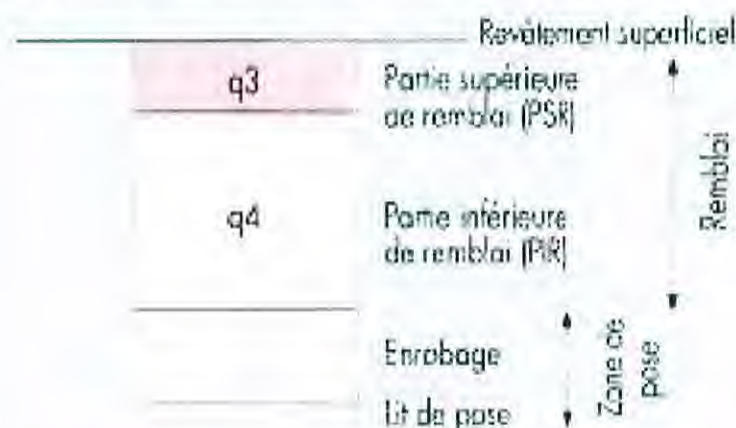 Revêtement superficiel
q3
Partie supérieure
de remblai (PSR)
q4
Partie inférieure
de remblai (PIR)
Remblai
Enrobage
Lit de pose
Zone de
pose